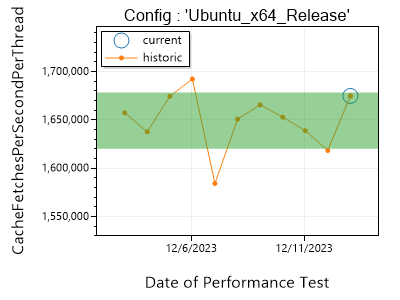 Config : 'Ubuntu_x64_Release'
current
historic
CacheFetchesPerSecondPerThread
1,700,000
1,650,000
1,600,000
1,550,000
12/6/2023
12/11/2023
Date of Performance Test